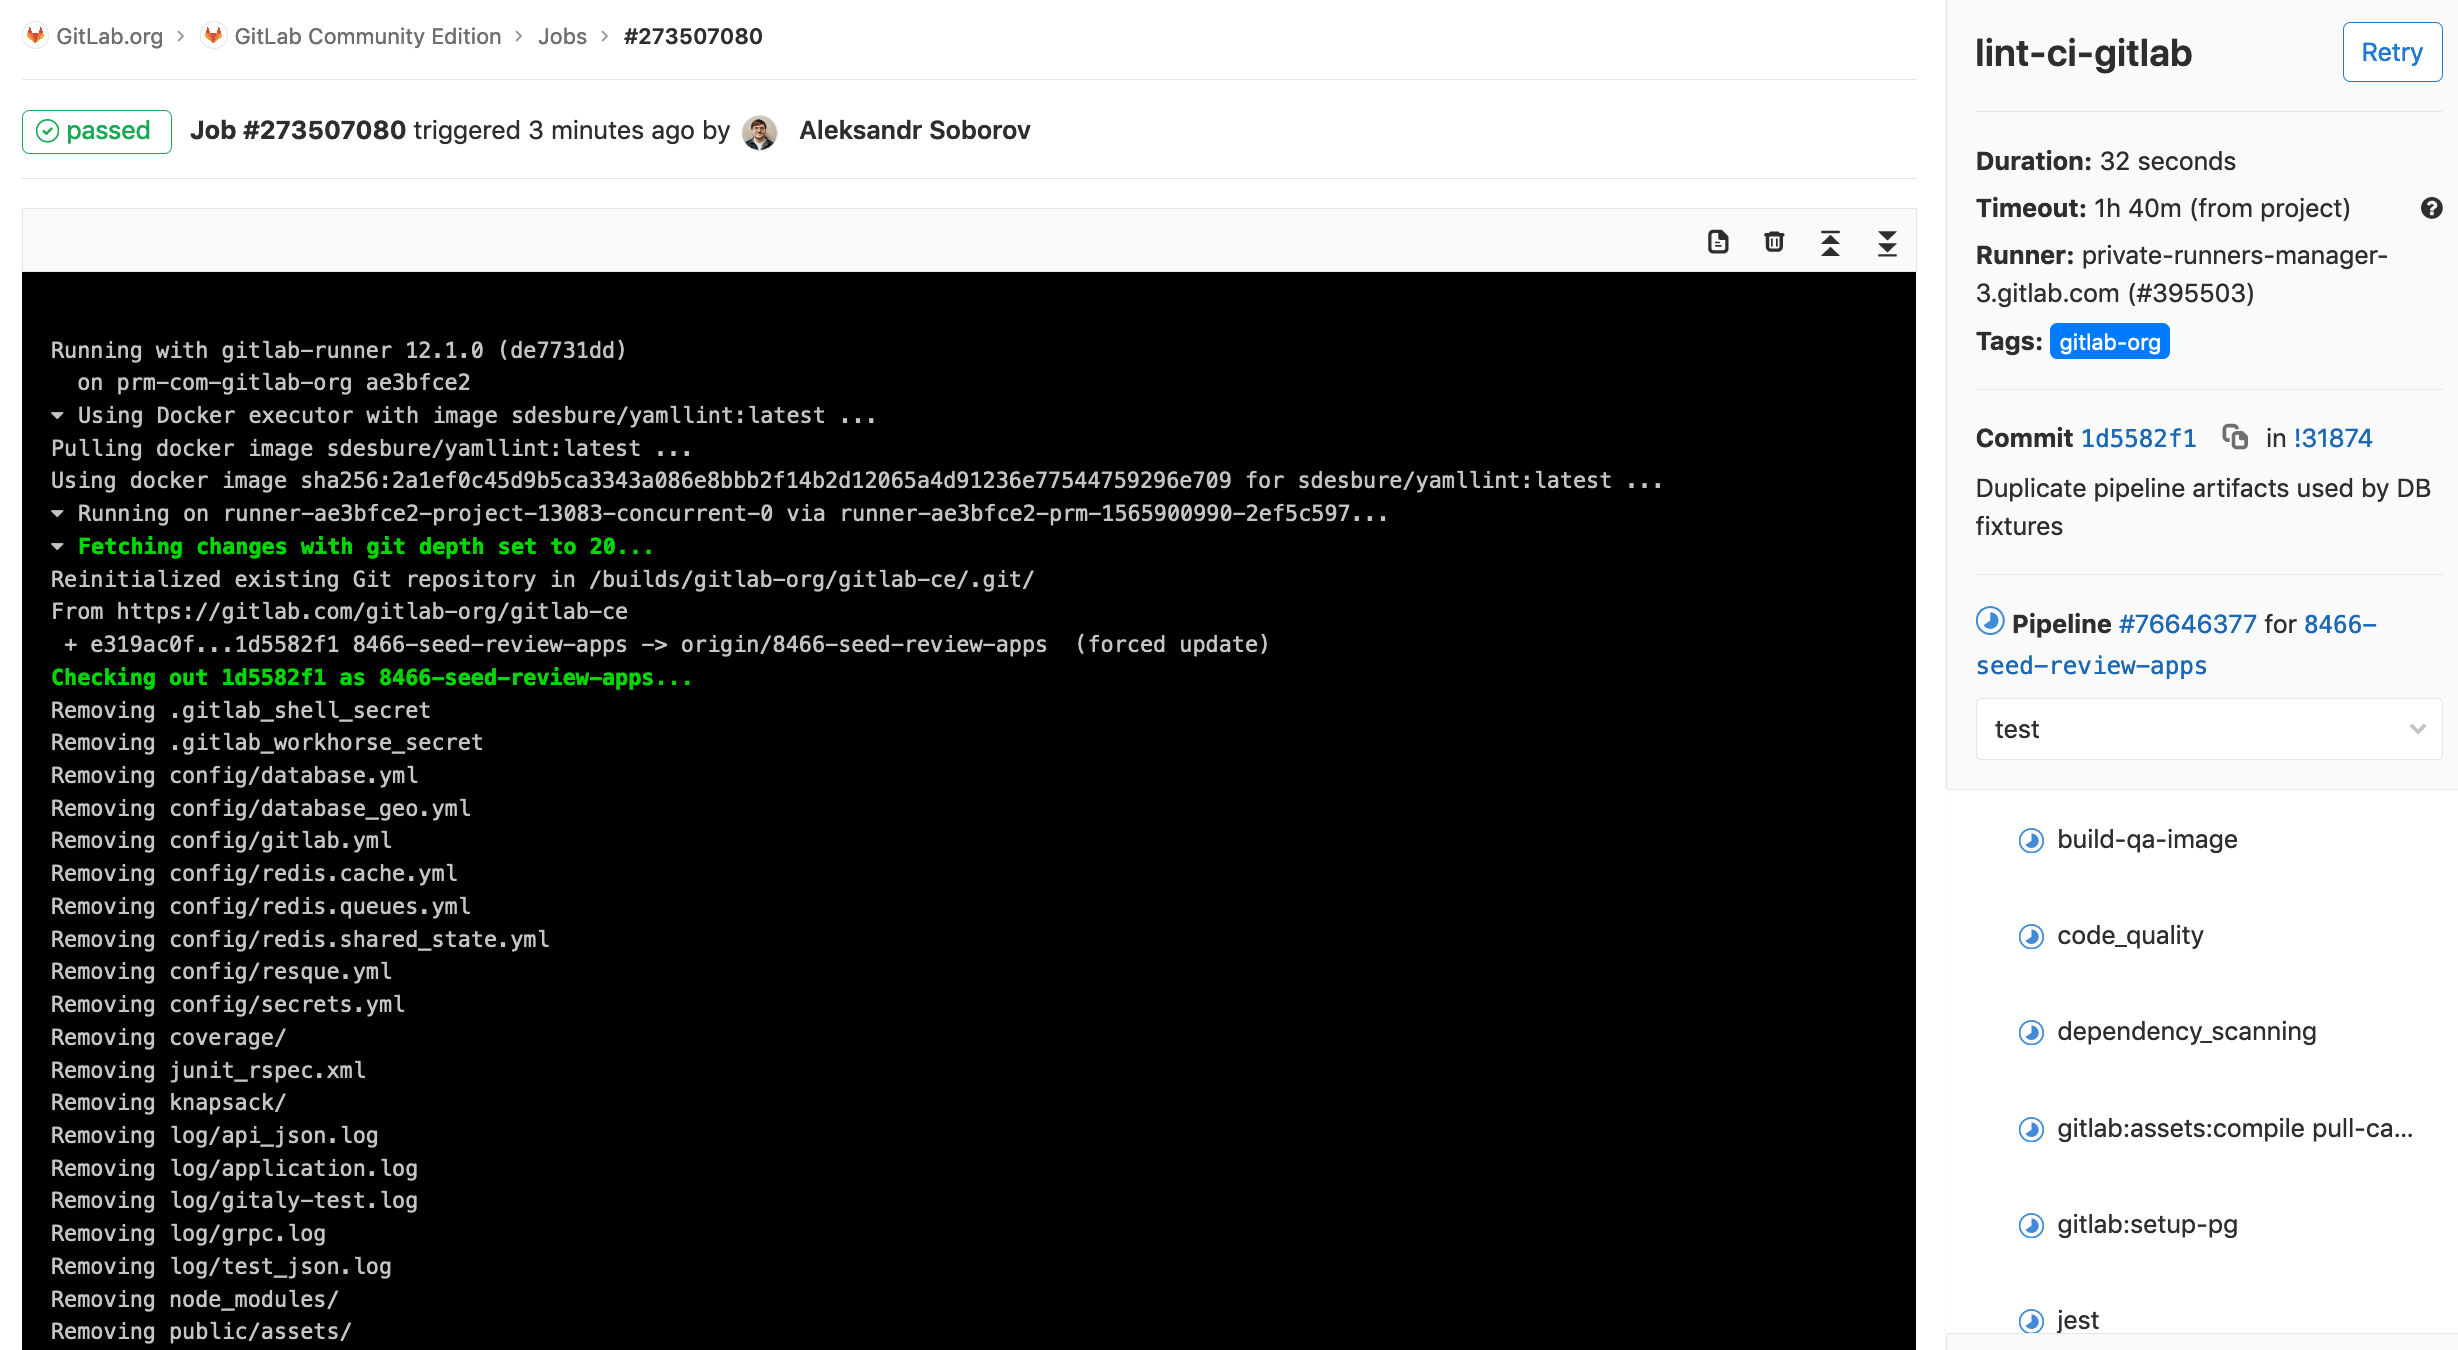 GitLab.org > GitLab Community Edition > Jobs > #273507080
passed Job #273507080 triggered 3 minutes ago by Aleksandr Soborov
Running with gitlab-runner 12.1.0 (de7731dd)
on prm-com-gitlab-org ae3bfce2
Using Docker executor with image sdesbure/yamllint:latest ...
Pulling docker image sdesbure/yamllint:latest ...
Using docker image sha256:2a1ef0c45d9b5ca3343a086e8bbb2f14b2d12065a4d91236e77544759296e709 for sdesbure/yamllint:latest ...
Running on runner-ae3bfce2-project-13083-concurrent-0 via runner-ae3bfce2-prm-1565900990-2ef5c597...
Fetching changes with git depth set to 20...
Reinitialized existing Git repository in /builds/gitlab-org/gitlab-ce/.git/
From https://gitlab.com/gitlab-org/gitlab-ce
+ e319ac0f...1d5582f1 8466-seed-review-apps -> origin/8466-seed-review-apps (forced update)
Checking out 1d5582f1 as 8466-seed-review-apps...
Removing .gitlab_shell_secret
Removing .gitlab_workhorse_secret
Removing config/database.yml
Removing config/database_geo.yml
Removing config/gitlab.yml
Removing config/redis.cache.yml
Removing config/redis.queues.yml
Removing config/redis.shared_state.yml
Removing config/resque.yml
Removing config/secrets.yml
Removing coverage/
Removing junit_rspec.xml
Removing knapsack/
Removing log/api_json.log
Removing log/application.log
Removing log/gitaly-test.log
Removing log/grpc.log
Removing log/test_json.log
Removing node_modules/
Removing public/assets/
lint-ci-gitlab
Retry
Duration: 32 seconds
Timeout: 1h 40m (from project)
Runner: private-runners-manager-
3.gitlab.com (#395503)
Tags: gitlab-org
Commit 1d5582f1 in !31874
Duplicate pipeline artifacts used by DB
fixtures
Pipeline #76646377 for 8466-
seed-review-apps
test
build-qa-image
code_quality
dependency_scanning
gitlab:assets:compile pull-ca...
gitlab:setup-pg
jest